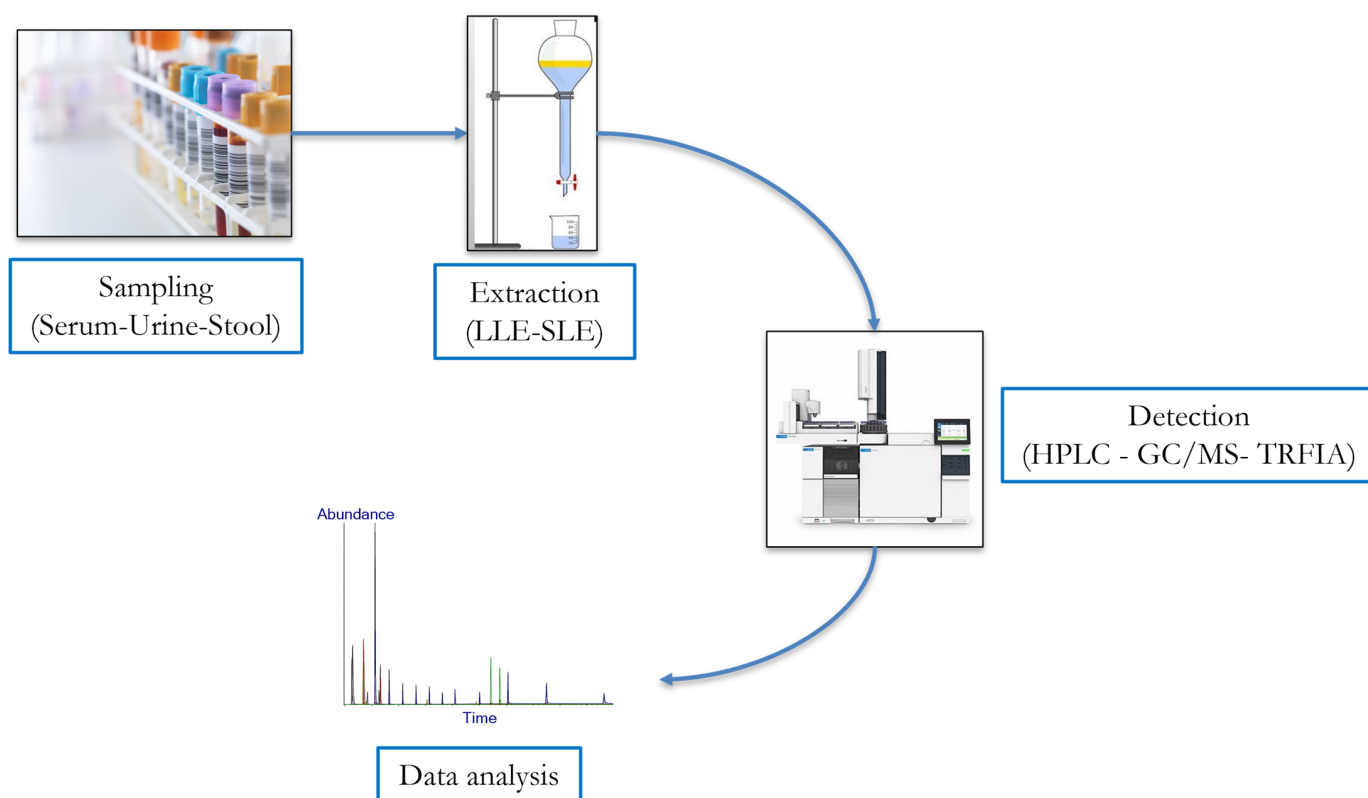 Sampling
(Serum-Urine-Stool)
Extraction
(LLE-SLE)
Detection
(HPLC - GC/MS- TRFIA)
Abundance
Time
Data analysis